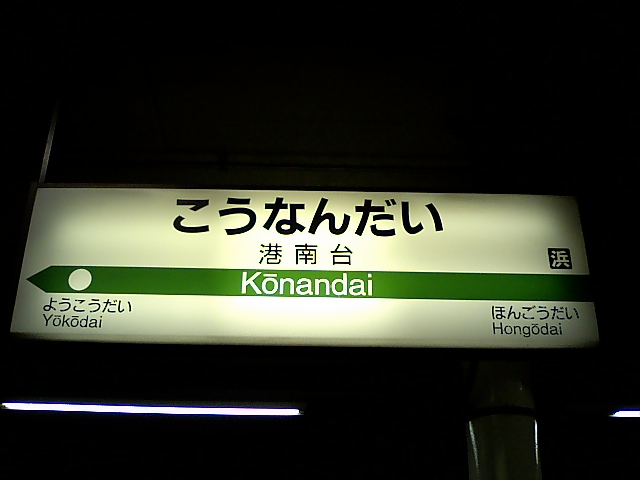 こうなんだい
港南台
浜
Kōnandai
ようこうだい
Yōkōdai
ほんごうだい
Hongōdai